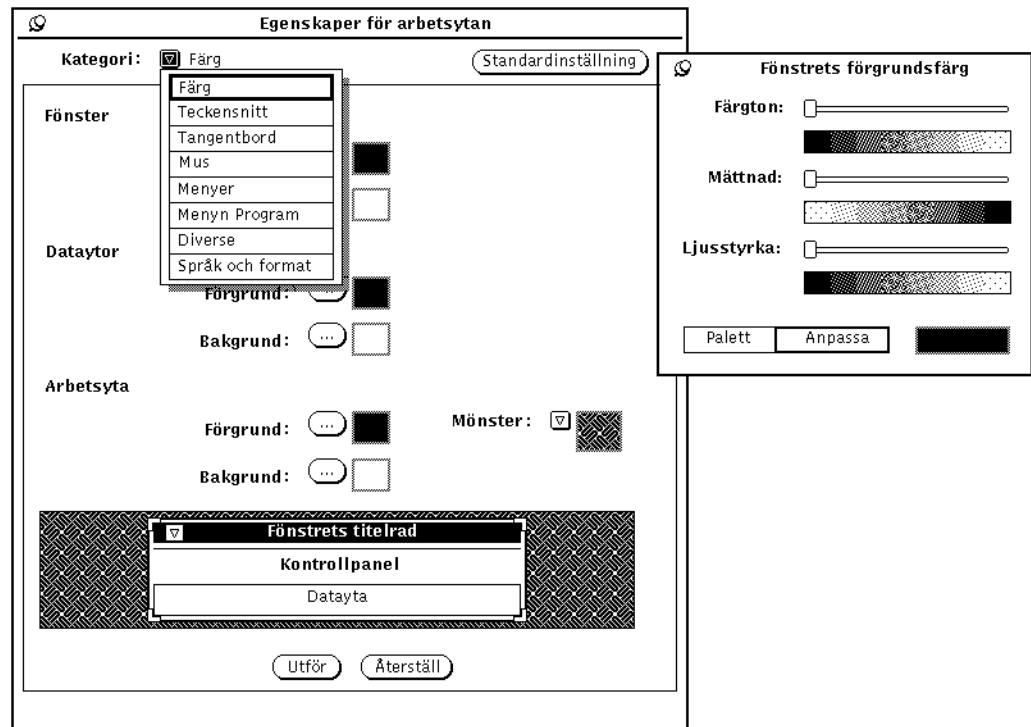 Egenskaper för arbetsytan
Kategori:
Färg
Standardinställning
Färg
Teckensnitt
Tangentbord
Mus
Menyer
Menyn Program
Diverse
Språk och format
Fönster
Dataytor
Förgrund:
...
Bakgrund:
...
Arbetsyta
Förgrund:
...
Mönster:
Bakgrund:
...
Fönstrets titelrad
Kontrollpanel
Datayta
Utför
Återställ
Fönstrets förgrundsfärg
Färgton:
Mättnad:
Ljusstyrka:
Palett
Anpassa